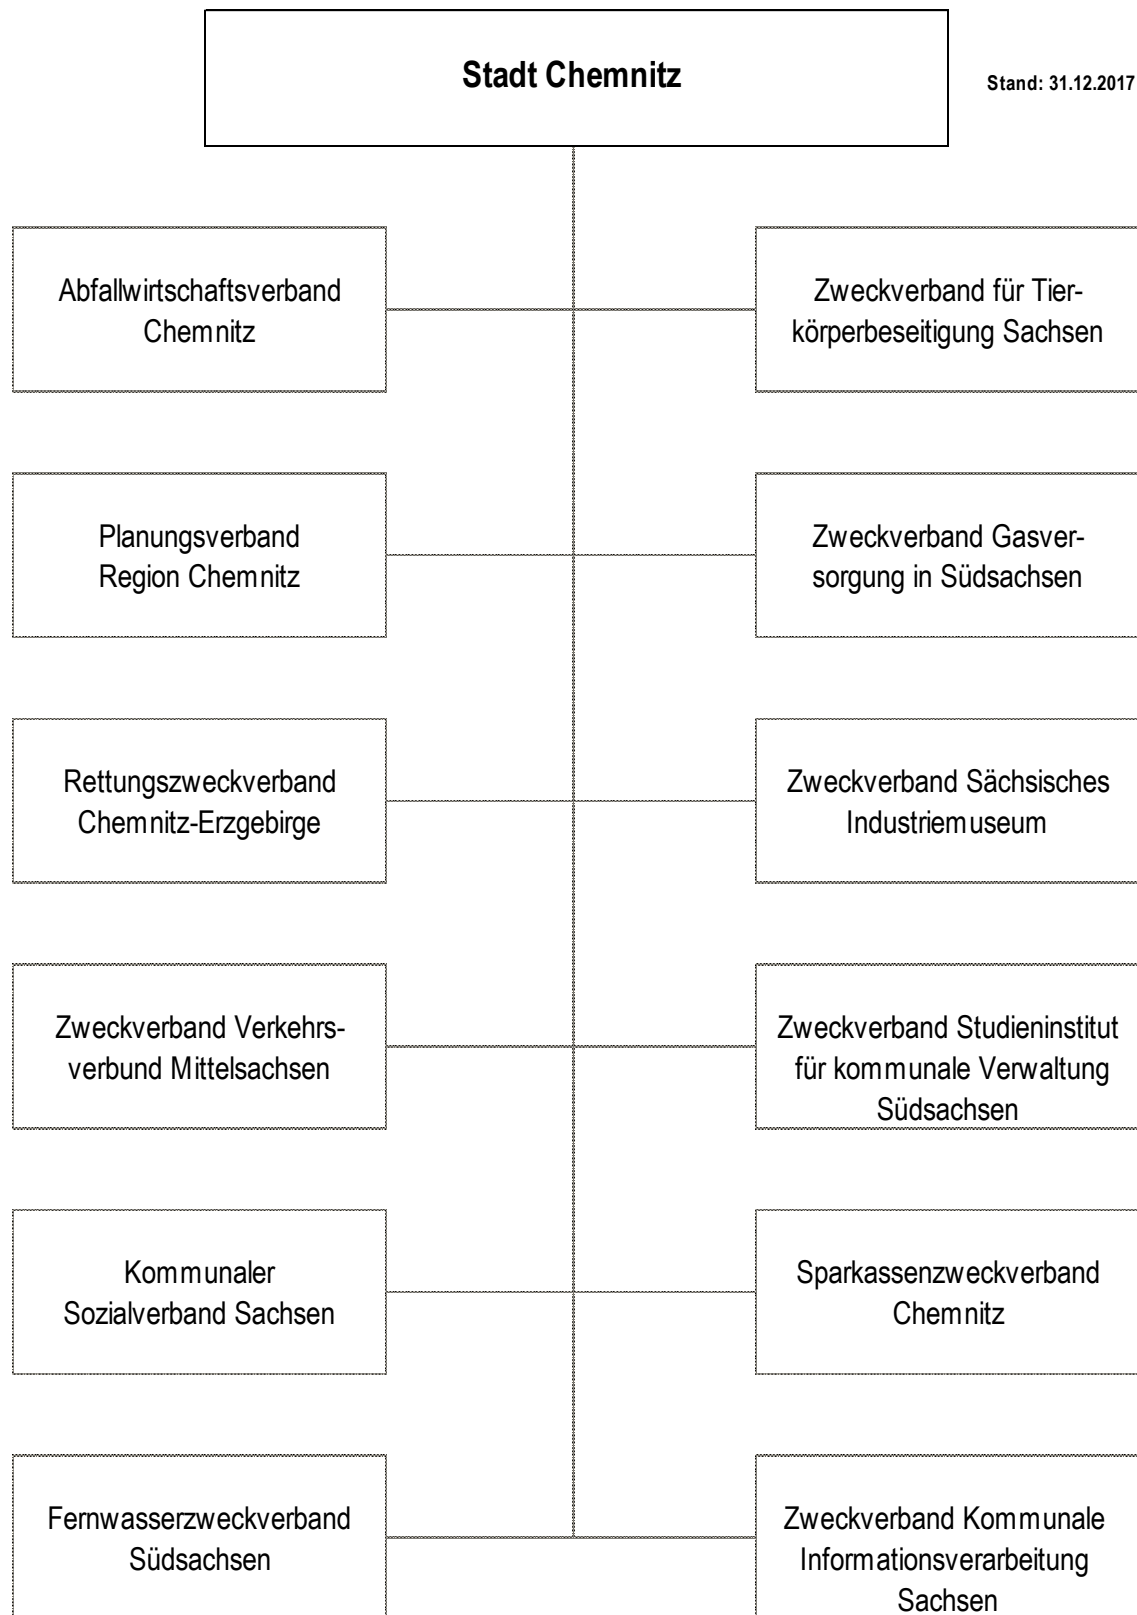 Stadt Chemnitz
Stand: 31.12.2017
Abfallwirtschaftsverband
Chemnitz
Zweckverband für Tier-
körperbeseitigung Sachsen
Planungsverband
Region Chemnitz
Zweckverband Gasver-
sorgung in Südsachsen
Rettungszweckverband
Chemnitz-Erzgebirge
Zweckverband Sächsisches
Industriemuseum
Zweckverband Verkehrs-
verbund Mittelsachsen
Zweckverband Studieninstitut
für kommunale Verwaltung
Südsachsen
Kommunaler
Sozialverband Sachsen
Sparkassenzweckverband
Chemnitz
Fernwasserzweckverband
Südsachsen
Zweckverband Kommunale
Informationsverarbeitung
Sachsen